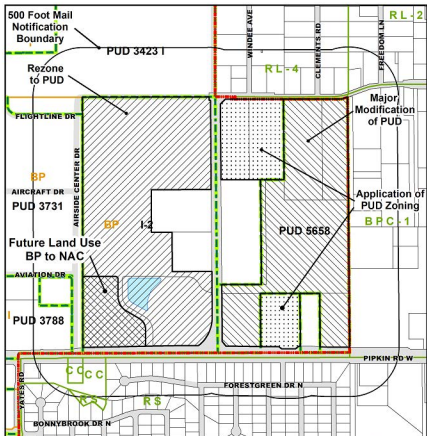 500 Foot Mail
Notification
Boundary
PUD 3423 I
WINDEE AVE
CLEMENTS RD
FREEDOM LN
RL-2
RL-4
Rezone
to PUD
Major
Modification
of PUD
FLIGHTLINE DR
BP
AIRCRAFT DR
PUD 3731
AIRSIDE CENTER DR
BP
I-2
PUD 5658
Application of
PUD Zoning
BPC-1
Future Land Use
BP to NAC
AVIATION DR
I
PUD 3788
PIPKIN RD W
YATES RD
CC
CC
RS
RS
FORESTGREEN DR N
BONNYBROOK DR N